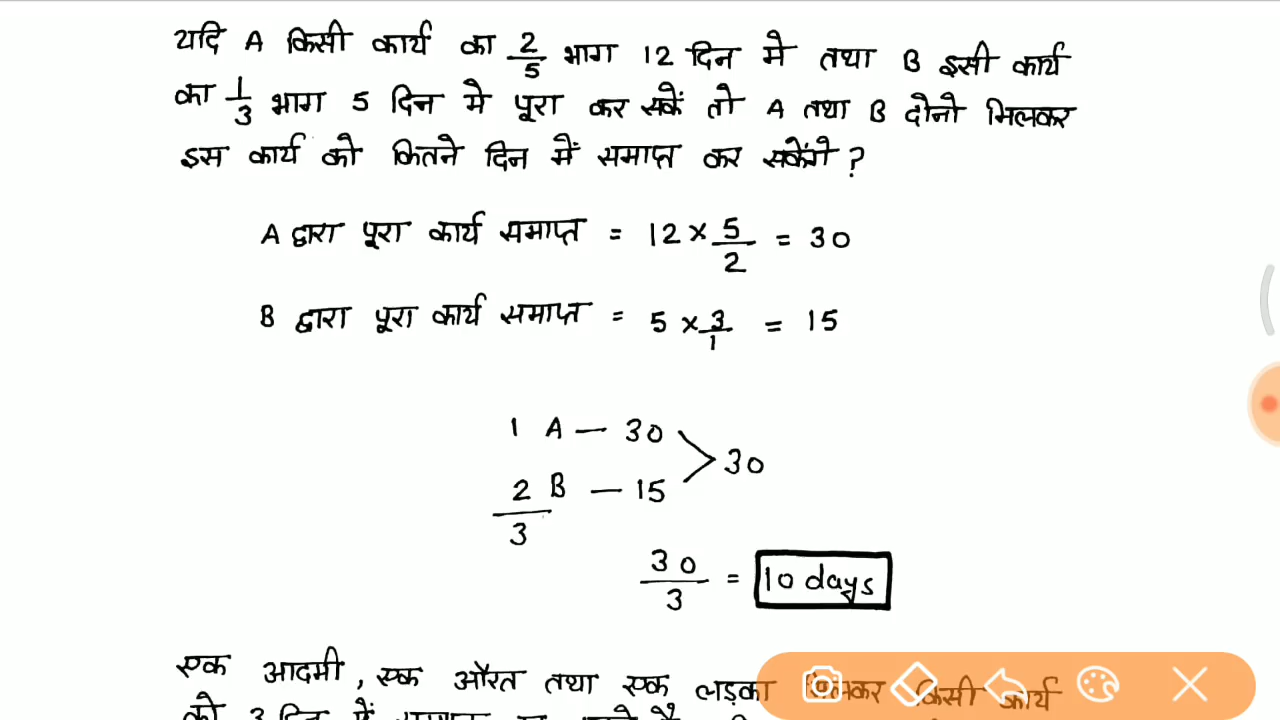 यदि A किसी कार्य का 2/5 भाग 12 दिन मे तथा B इसी कार्य
का 1/3 भाग 5 दिन मे पूरा कर सकें तो A तथा B दोनो मिलकर
इस कार्य को कितने दिन में समाप्त कर सकेंगे ?
A द्वारा पूरा कार्य समाप्त = 12 × 5/2 = 30
B द्वारा पूरा कार्य समाप्त = 5 × 3/1 = 15
1 A — 30
> 30
2 B — 15
3
30/3 = 10 days
एक आदमी , एक औरत तथा एक लड़का मिलकर किसी कार्य
को 3 दिन में